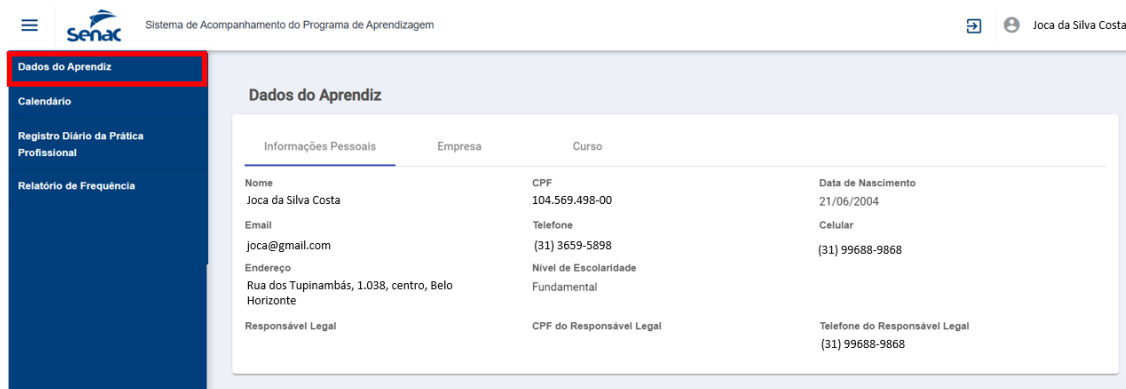 Senac
Sistema de Acompanhamento do Programa de Aprendizagem
Joca da Silva Costa
Dados do Aprendiz
Calendário
Registro Diário da Prática
Profissional
Relatório de Frequência
Dados do Aprendiz
Informações Pessoais Empresa Curso
Nome CPF Data de Nascimento
Joca da Silva Costa 104.569.498-00 21/06/2004
Email Telefone Celular
joca@gmail.com (31) 3659-5898 (31) 99688-9868
Endereço Nível de Escolaridade
Rua dos Tupinambás, 1.038, centro, Belo Fundamental
Horizonte
Responsável Legal CPF do Responsável Legal Telefone do Responsável Legal
(31) 99688-9868